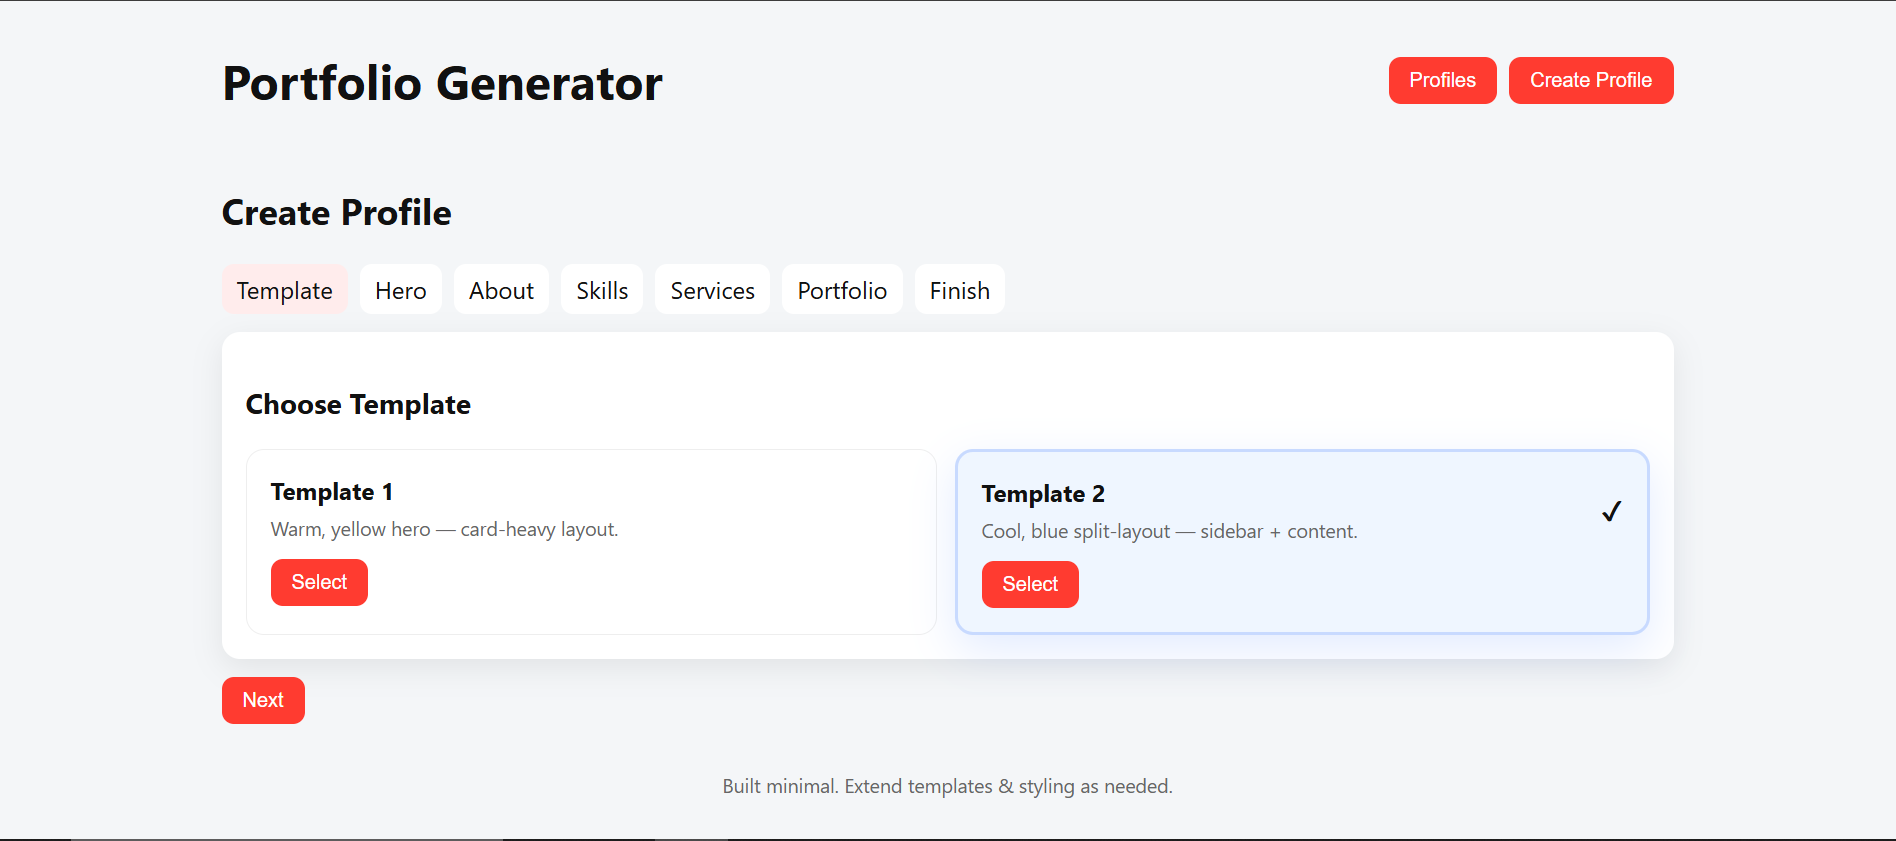 Portfolio Generator
Profiles
Create Profile
Create Profile
Template
Hero
About
Skills
Services
Portfolio
Finish
Choose Template
Template 1
Warm, yellow hero — card-heavy layout.
Select
Template 2
Cool, blue split-layout — sidebar + content.
✓
Select
Next
Built minimal. Extend templates & styling as needed.